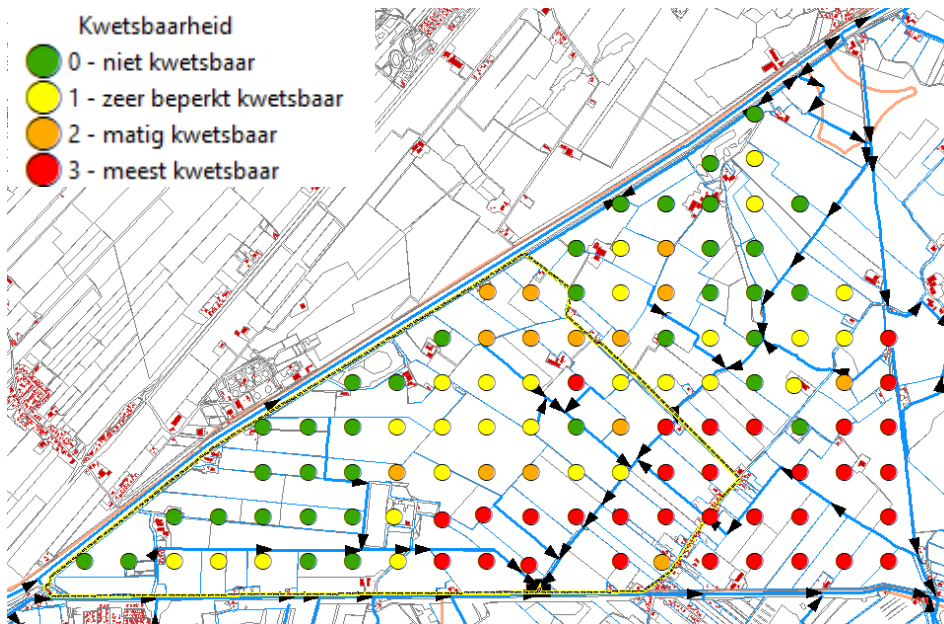 Kwetsbaarheid
0 - niet kwetsbaar
1 - zeer beperkt kwetsbaar
2 - matig kwetsbaar
3 - meest kwetsbaar